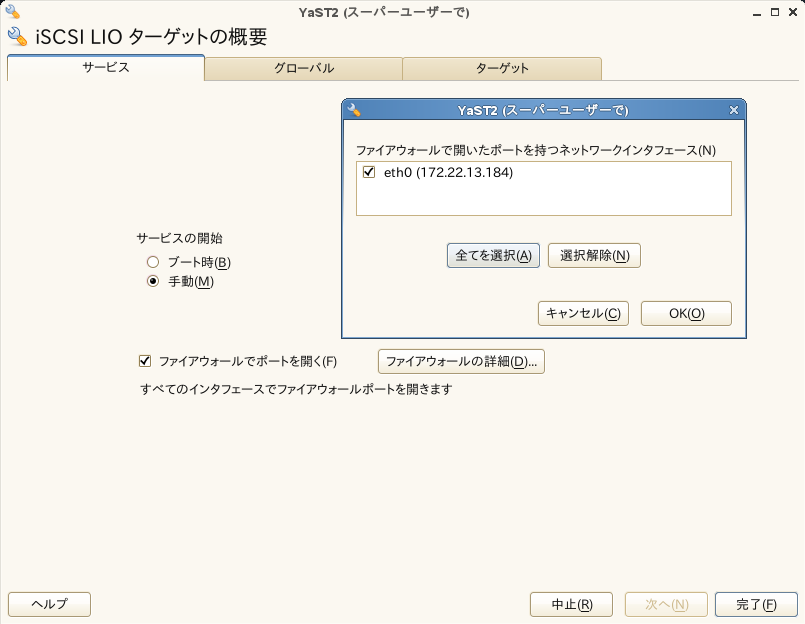 YaST2 (スーパーユーザーで)
iSCSI LIO ターゲットの概要
サービス
グローバル
ターゲット
YaST2 (スーパーユーザーで)
ファイアウォールで開いたポートを持つネットワークインタフェース(N)
eth0 (172.22.13.184)
全てを選択(A)
選択解除(N)
キャンセル(C)
OK(O)
サービスの開始
ブート時(B)
手動(M)
ファイアウォールでポートを開く(F)
ファイアウォールの詳細(D)...
すべてのインタフェースでファイアウォールポートを開きます
ヘルプ
中止(R)
次へ(N)
完了(F)